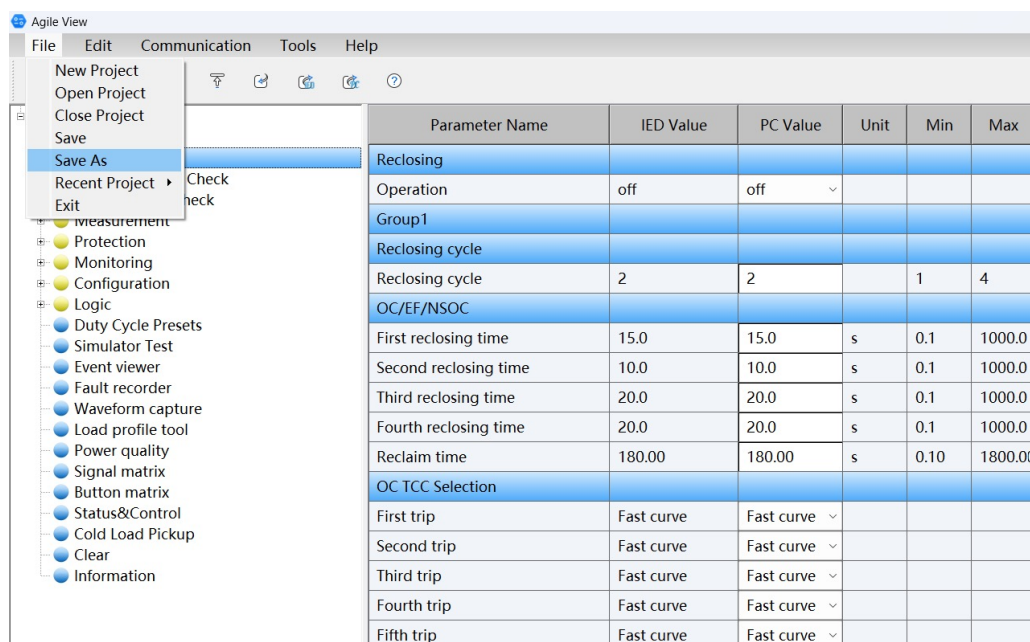 Agile View
File Edit Communication Tools Help
New Project
Open Project
Close Project
Save
Save As
Recent Project
Exit
Check
heck
Measurement
Protection
Monitoring
Configuration
Logic
Duty Cycle Presets
Simulator Test
Event viewer
Fault recorder
Waveform capture
Load profile tool
Power quality
Signal matrix
Button matrix
Status&Control
Cold Load Pickup
Clear
Information
Parameter Name IED Value PC Value Unit Min Max
Reclosing
Operation off off
Group1
Reclosing cycle
Reclosing cycle 2 2 1 4
OC/EF/NSOC
First reclosing time 15.0 15.0 s 0.1 1000.0
Second reclosing time 10.0 10.0 s 0.1 1000.0
Third reclosing time 20.0 20.0 s 0.1 1000.0
Fourth reclosing time 20.0 20.0 s 0.1 1000.0
Reclaim time 180.00 180.00 s 0.10 1800.00
OC TCC Selection
First trip Fast curve Fast curve
Second trip Fast curve Fast curve
Third trip Fast curve Fast curve
Fourth trip Fast curve Fast curve
Fifth trip Fast curve Fast curve